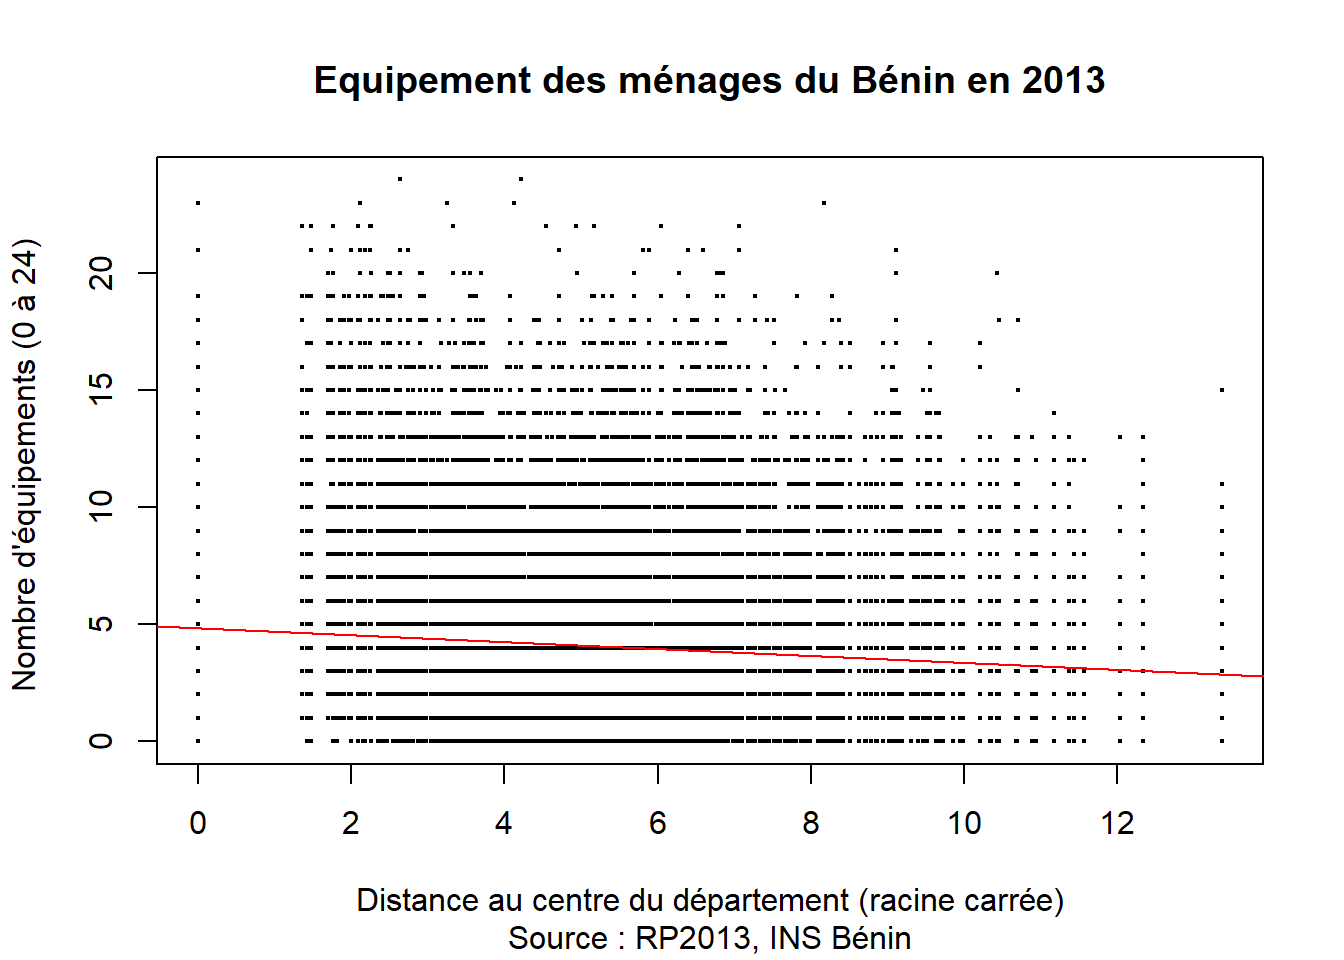 Equipement des ménages du Bénin en 2013
Nombre d'équipements (0 à 24)
20
15
10
5
0
0 2 4 6 8 10 12
Distance au centre du département (racine carrée)
Source : RP2013, INS Bénin